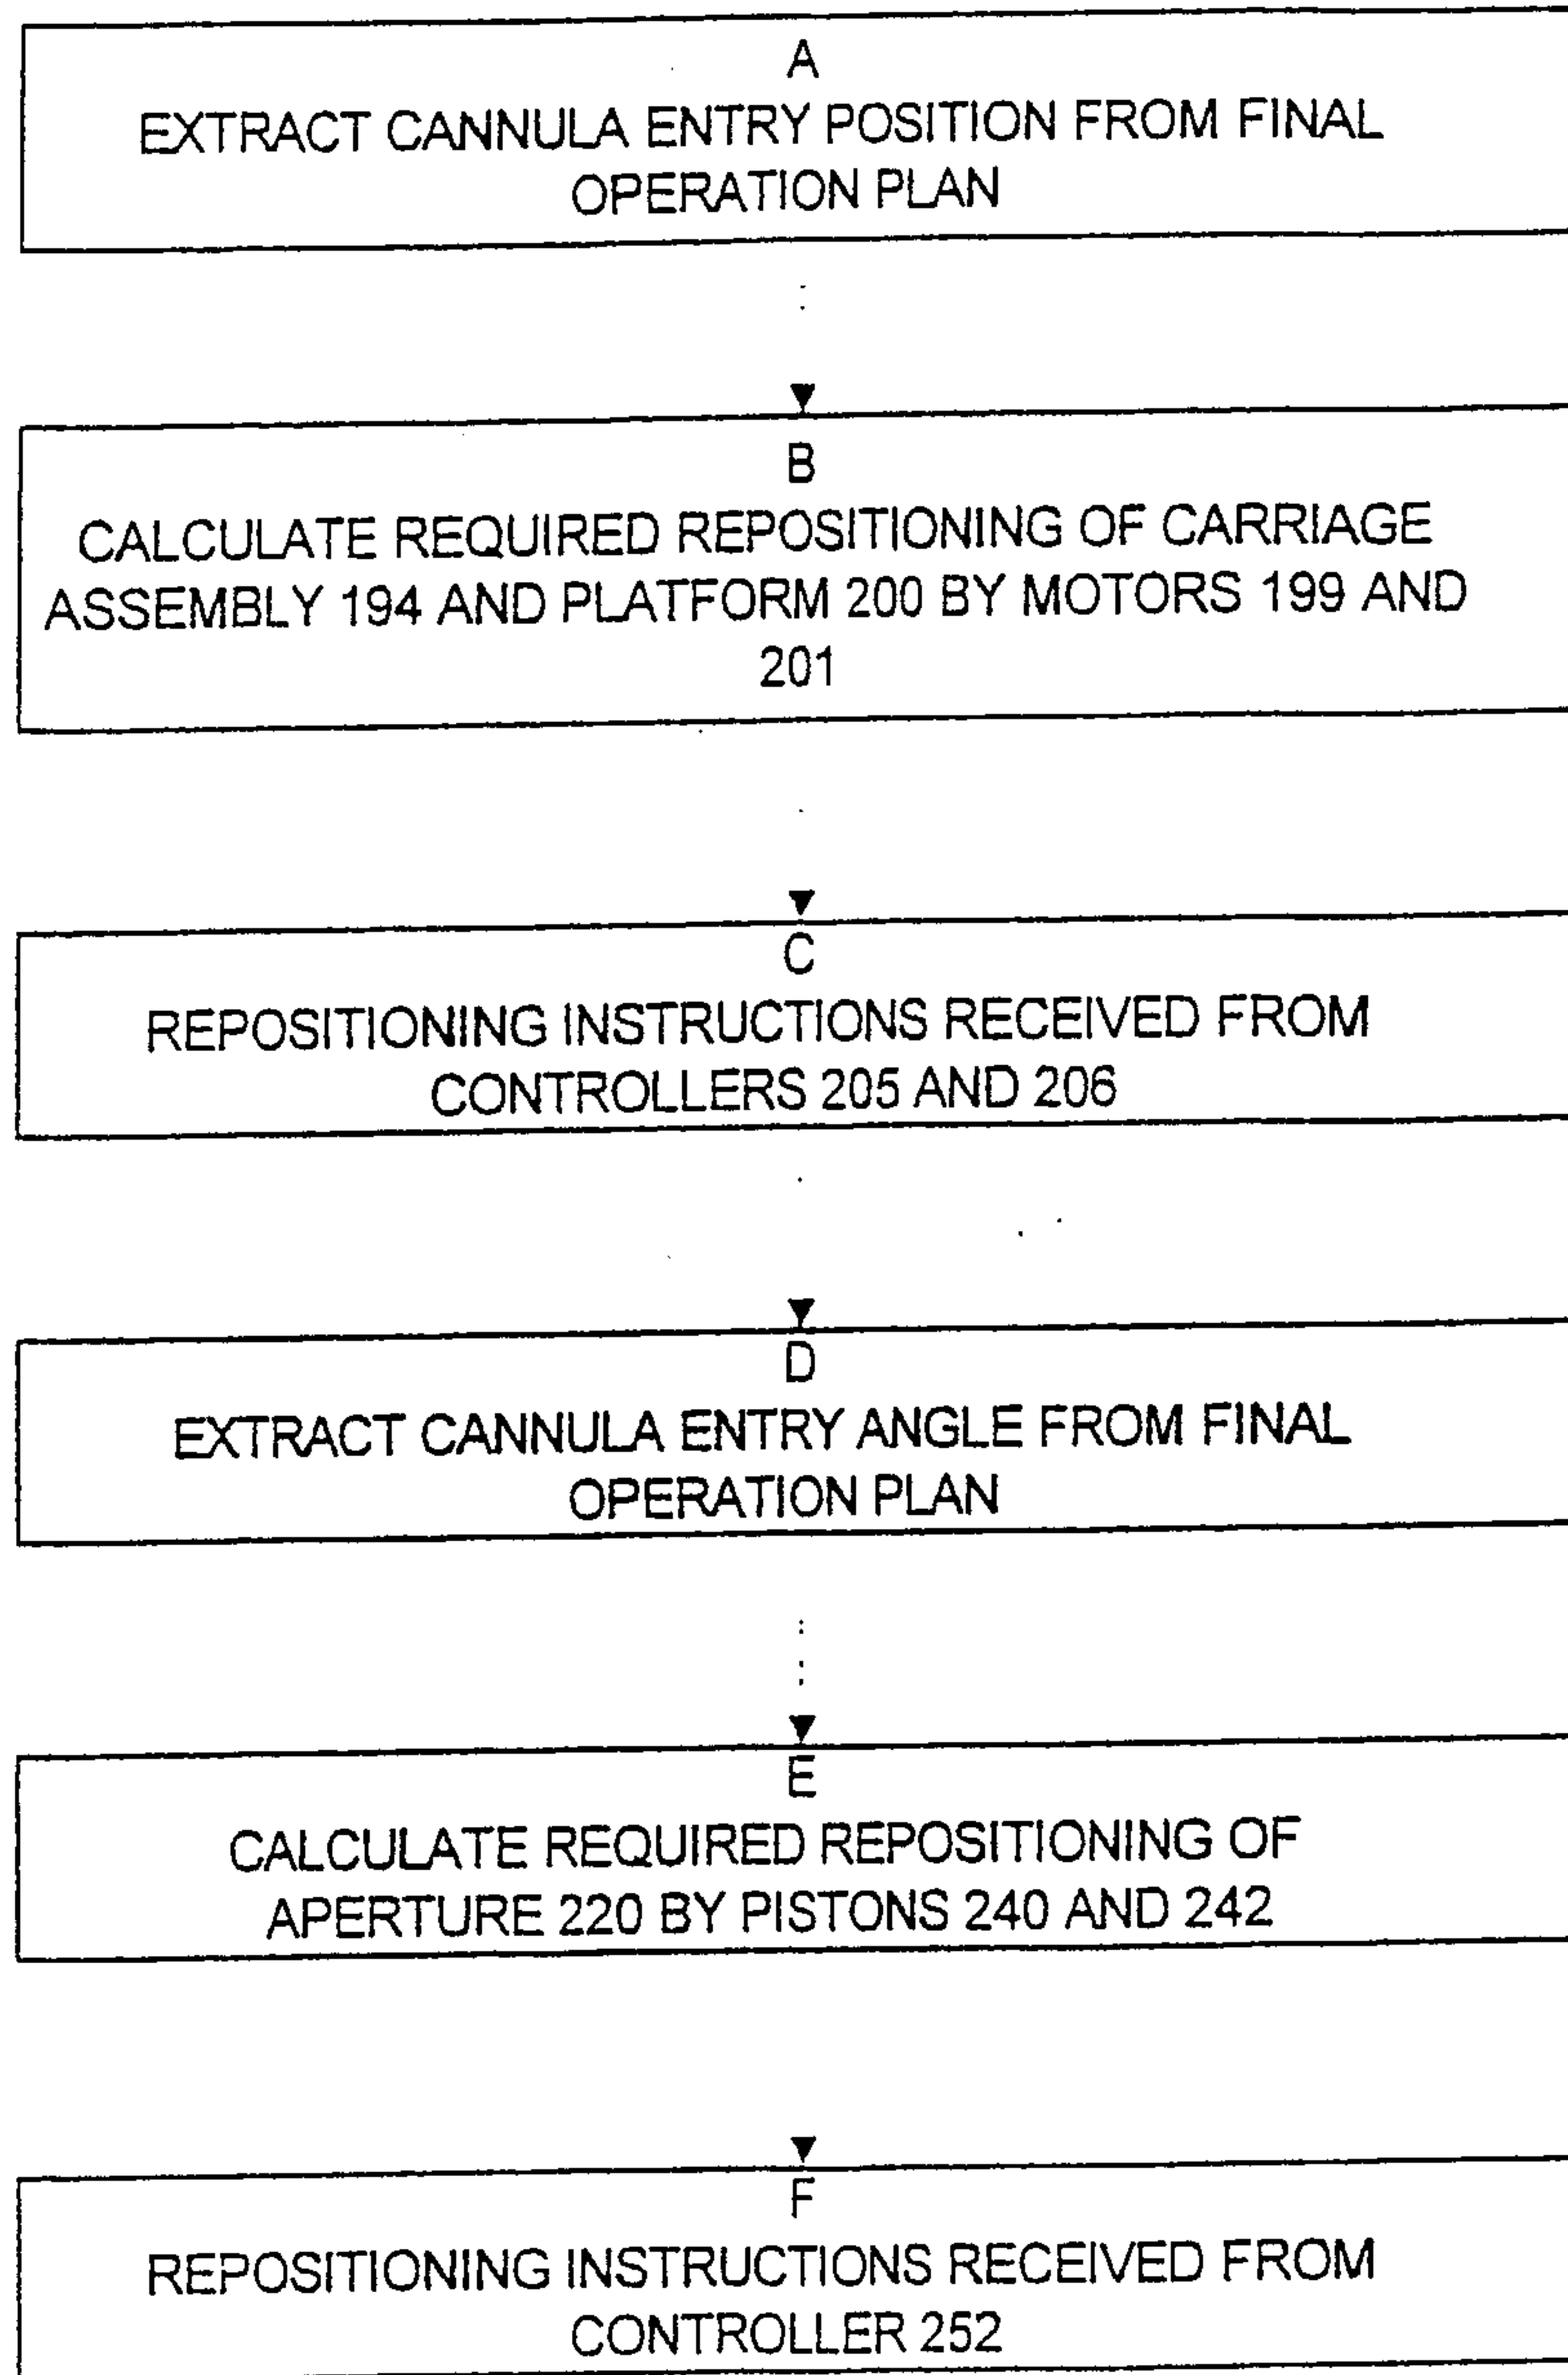 A
EXTRACT CANNULA ENTRY POSITION FROM FINAL
OPERATION PLAN
B
CALCULATE REQUIRED REPOSITIONING OF CARRIAGE
ASSEMBLY 194 AND PLATFORM 200 BY MOTORS 199 AND
201
C
REPOSITIONING INSTRUCTIONS RECEIVED FROM
CONTROLLERS 205 AND 206
D
EXTRACT CANNULA ENTRY ANGLE FROM FINAL
OPERATION PLAN
E
CALCULATE REQUIRED REPOSITIONING OF
APERTURE 220 BY PISTONS 240 AND 242
F
REPOSITIONING INSTRUCTIONS RECEIVED FROM
CONTROLLER 252